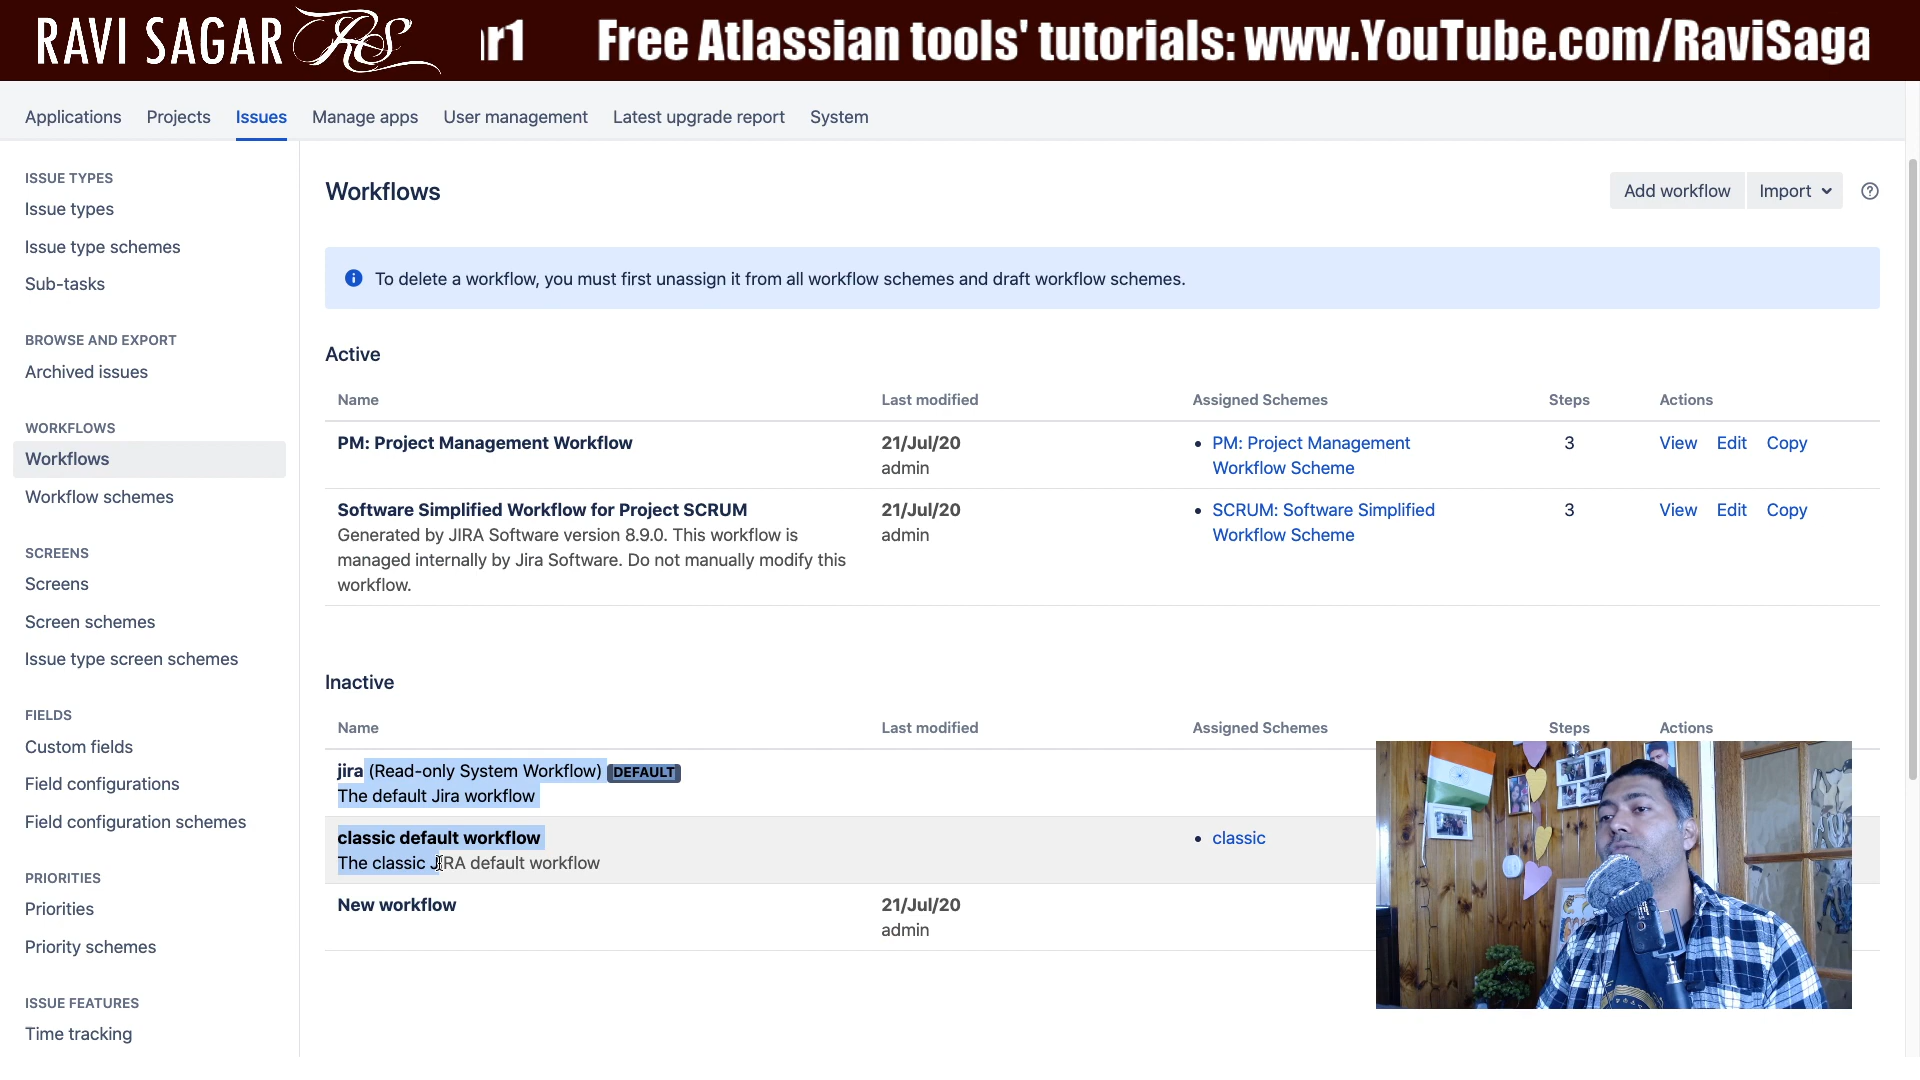 RAVI SAGAR RS r1 Free Atlassian tools' tutorials: www.YouTube.com/RaviSaga
Applications Projects Issues Manage apps User management Latest upgrade report System
ISSUE TYPES
Issue types
Issue type schemes
Sub-tasks
BROWSE AND EXPORT
Archived issues
WORKFLOWS
Workflows
Workflow schemes
SCREENS
Screens
Screen schemes
Issue type screen schemes
FIELDS
Custom fields
Field configurations
Field configuration schemes
PRIORITIES
Priorities
Priority schemes
ISSUE FEATURES
Time tracking
Workflows
Add workflow Import
To delete a workflow, you must first unassign it from all workflow schemes and draft workflow schemes.
Active
Name Last modified Assigned Schemes Steps Actions
PM: Project Management Workflow 21/Jul/20 • PM: Project Management 3 View Edit Copy
admin Workflow Scheme
Software Simplified Workflow for Project SCRUM 21/Jul/20 • SCRUM: Software Simplified 3 View Edit Copy
Generated by JIRA Software version 8.9.0. This workflow is admin Workflow Scheme
managed internally by Jira Software. Do not manually modify this
workflow.
Inactive
Name Last modified Assigned Schemes Steps Actions
jira (Read-only System Workflow) DEFAULT
The default Jira workflow
classic default workflow • classic
The classic JIRA default workflow
New workflow 21/Jul/20
admin